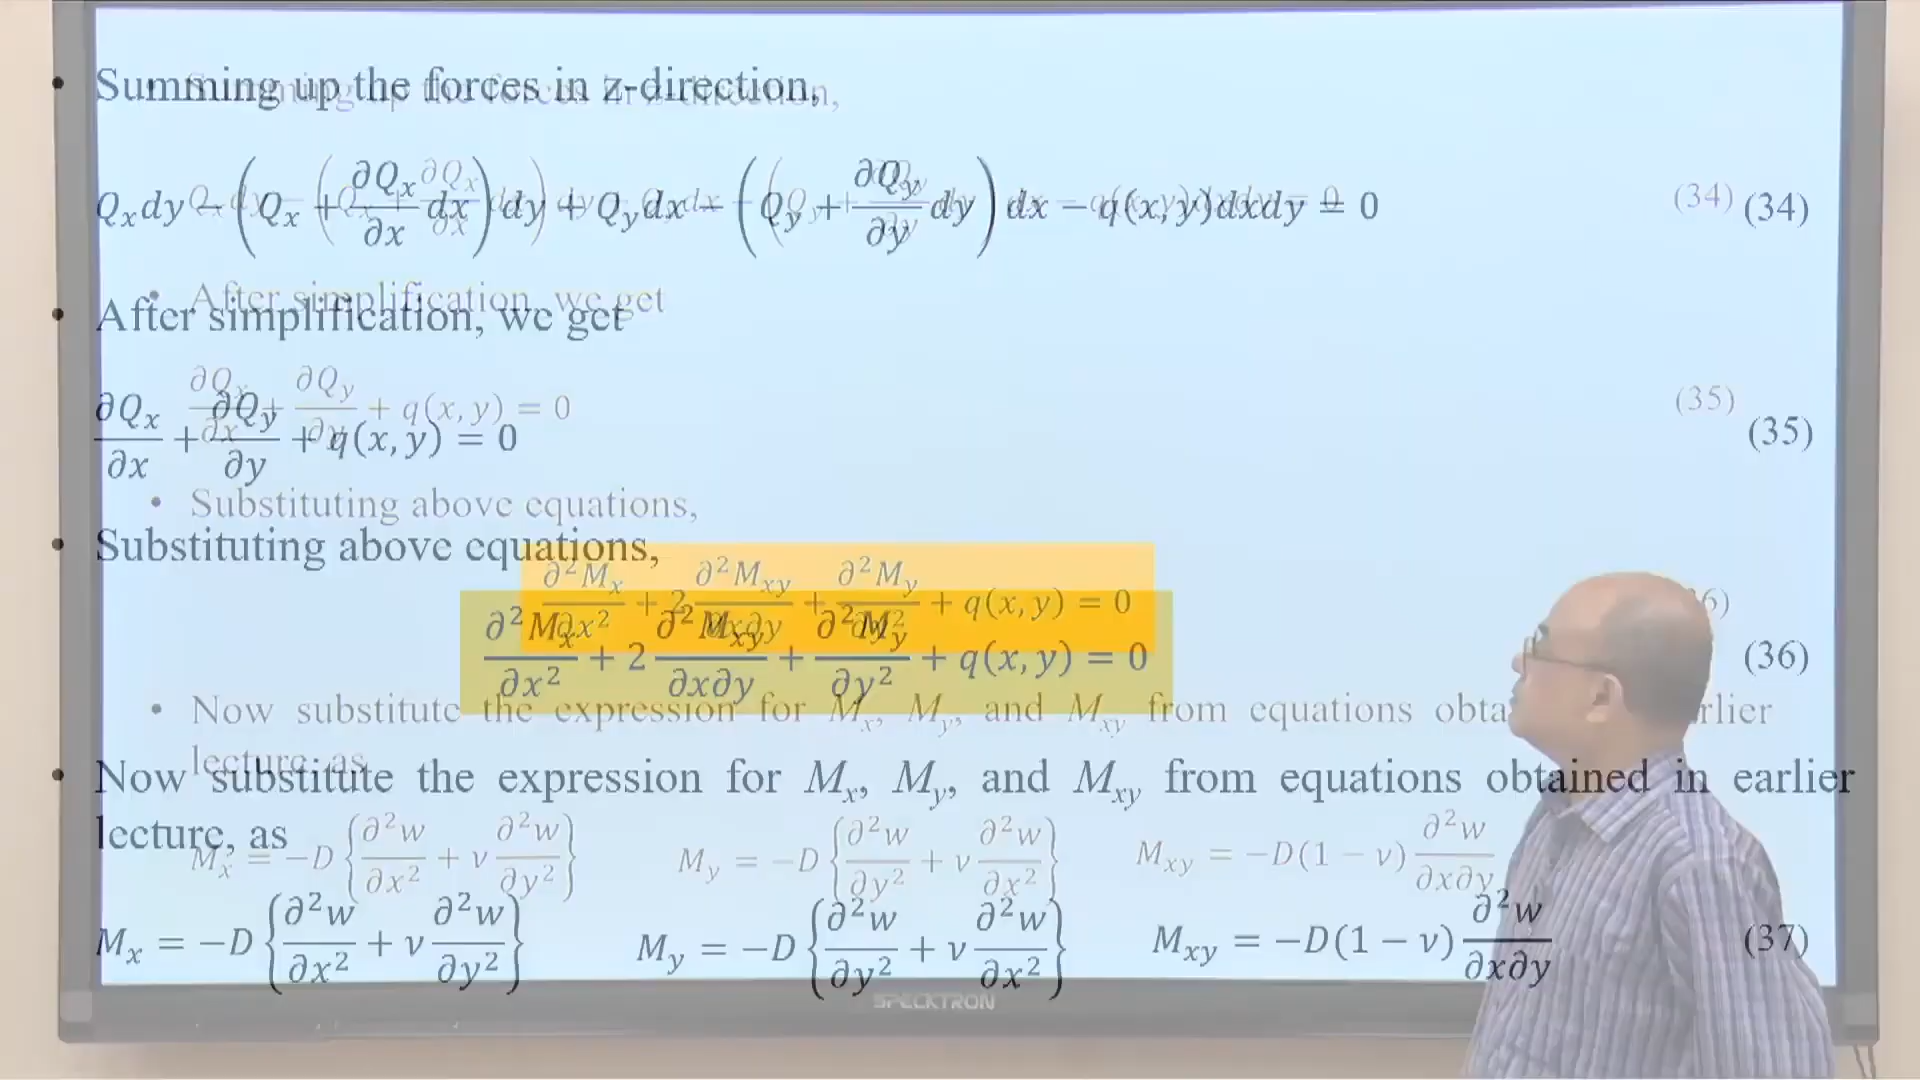 • Summing up the forces in z-direction,
Q_x dy − (Q_x + ∂Q_x/∂x dx) dy + Q_y dx − (Q_y + ∂Q_y/∂y dy) dx − q(x, y)dxdy = 0 (34)
• After simplification, we get
∂Q_x/∂x + ∂Q_y/∂y + q(x, y) = 0 (35)
• Substituting above equations,
∂²M_x/∂x² + 2 ∂²M_xy/∂x∂y + ∂²M_y/∂y² + q(x, y) = 0 (36)
• Now substitute the expression for M_x, M_y, and M_xy from equations obtained in earlier
lecture, as
M_x = −D {∂²w/∂x² + ν ∂²w/∂y²} M_y = −D {∂²w/∂y² + ν ∂²w/∂x²} M_xy = −D(1 − ν) ∂²w/∂x∂y (37)
SPECKTRON